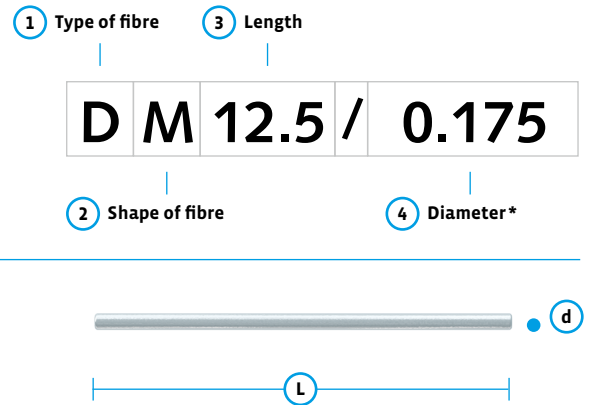 1 Type of fibre 3 Length
D M 12.5 / 0.175
2 Shape of fibre 4 Diameter*
d
L